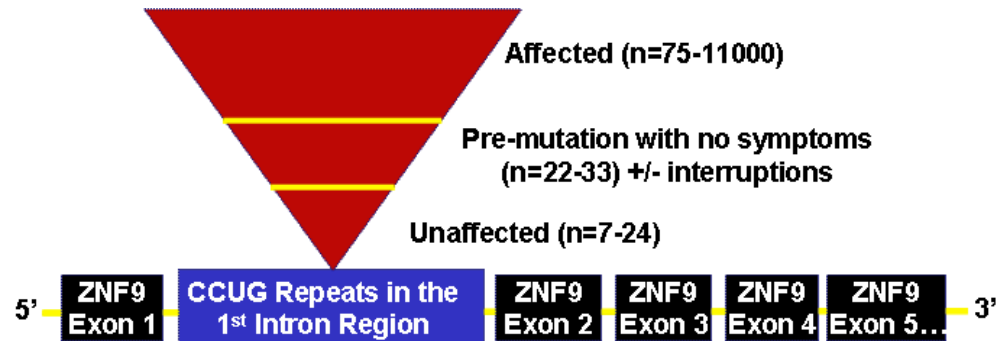 Affected (n=75-11000)
Pre-mutation with no symptoms
(n=22-33) +/- interruptions
Unaffected (n=7-24)
5’
ZNF9
Exon 1
CCUG Repeats in the
1st Intron Region
ZNF9
Exon 2
ZNF9
Exon 3
ZNF9
Exon 4
ZNF9
Exon 5...
3’